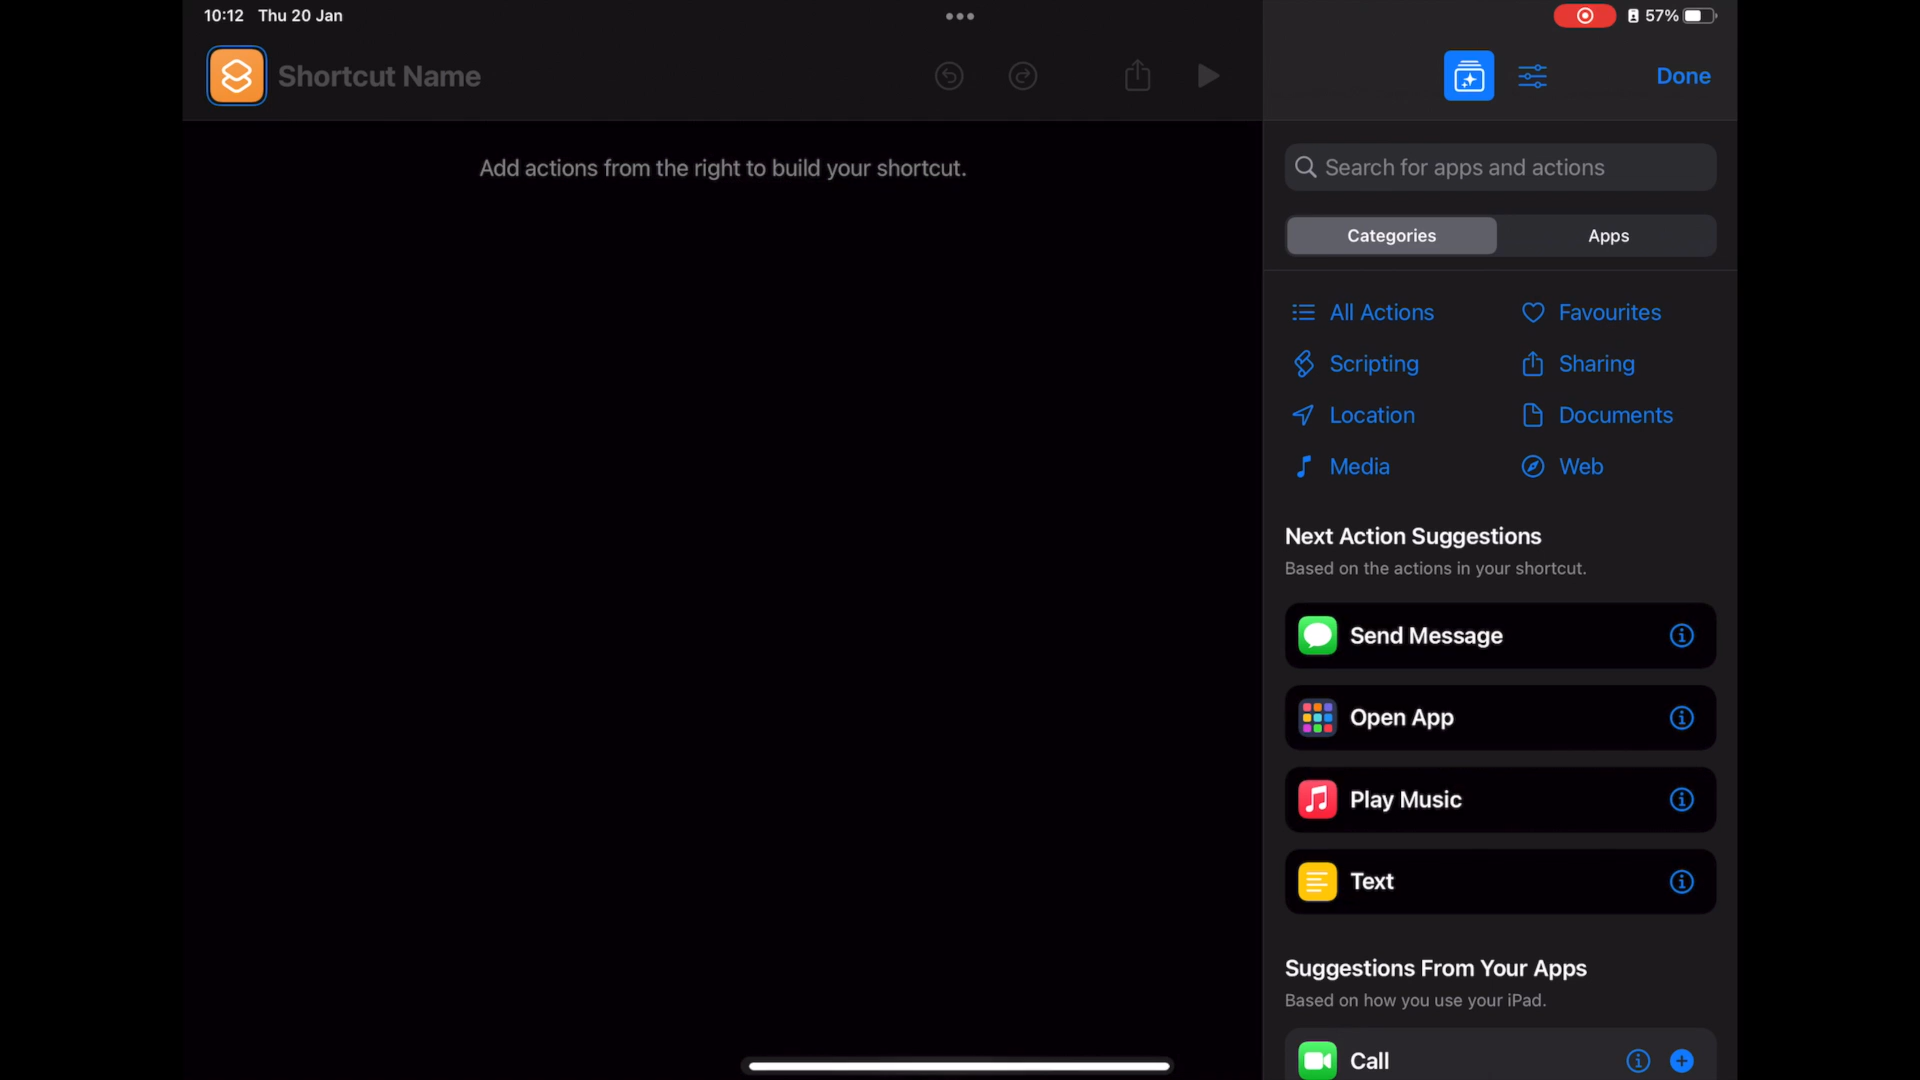 10:12 Thu 20 Jan
57%
Shortcut Name
Done
Add actions from the right to build your shortcut.
Search for apps and actions
Categories
Apps
All Actions
Favourites
Scripting
Sharing
Location
Documents
Media
Web
Next Action Suggestions
Based on the actions in your shortcut.
Send Message
Open App
Play Music
Text
Suggestions From Your Apps
Based on how you use your iPad.
Call